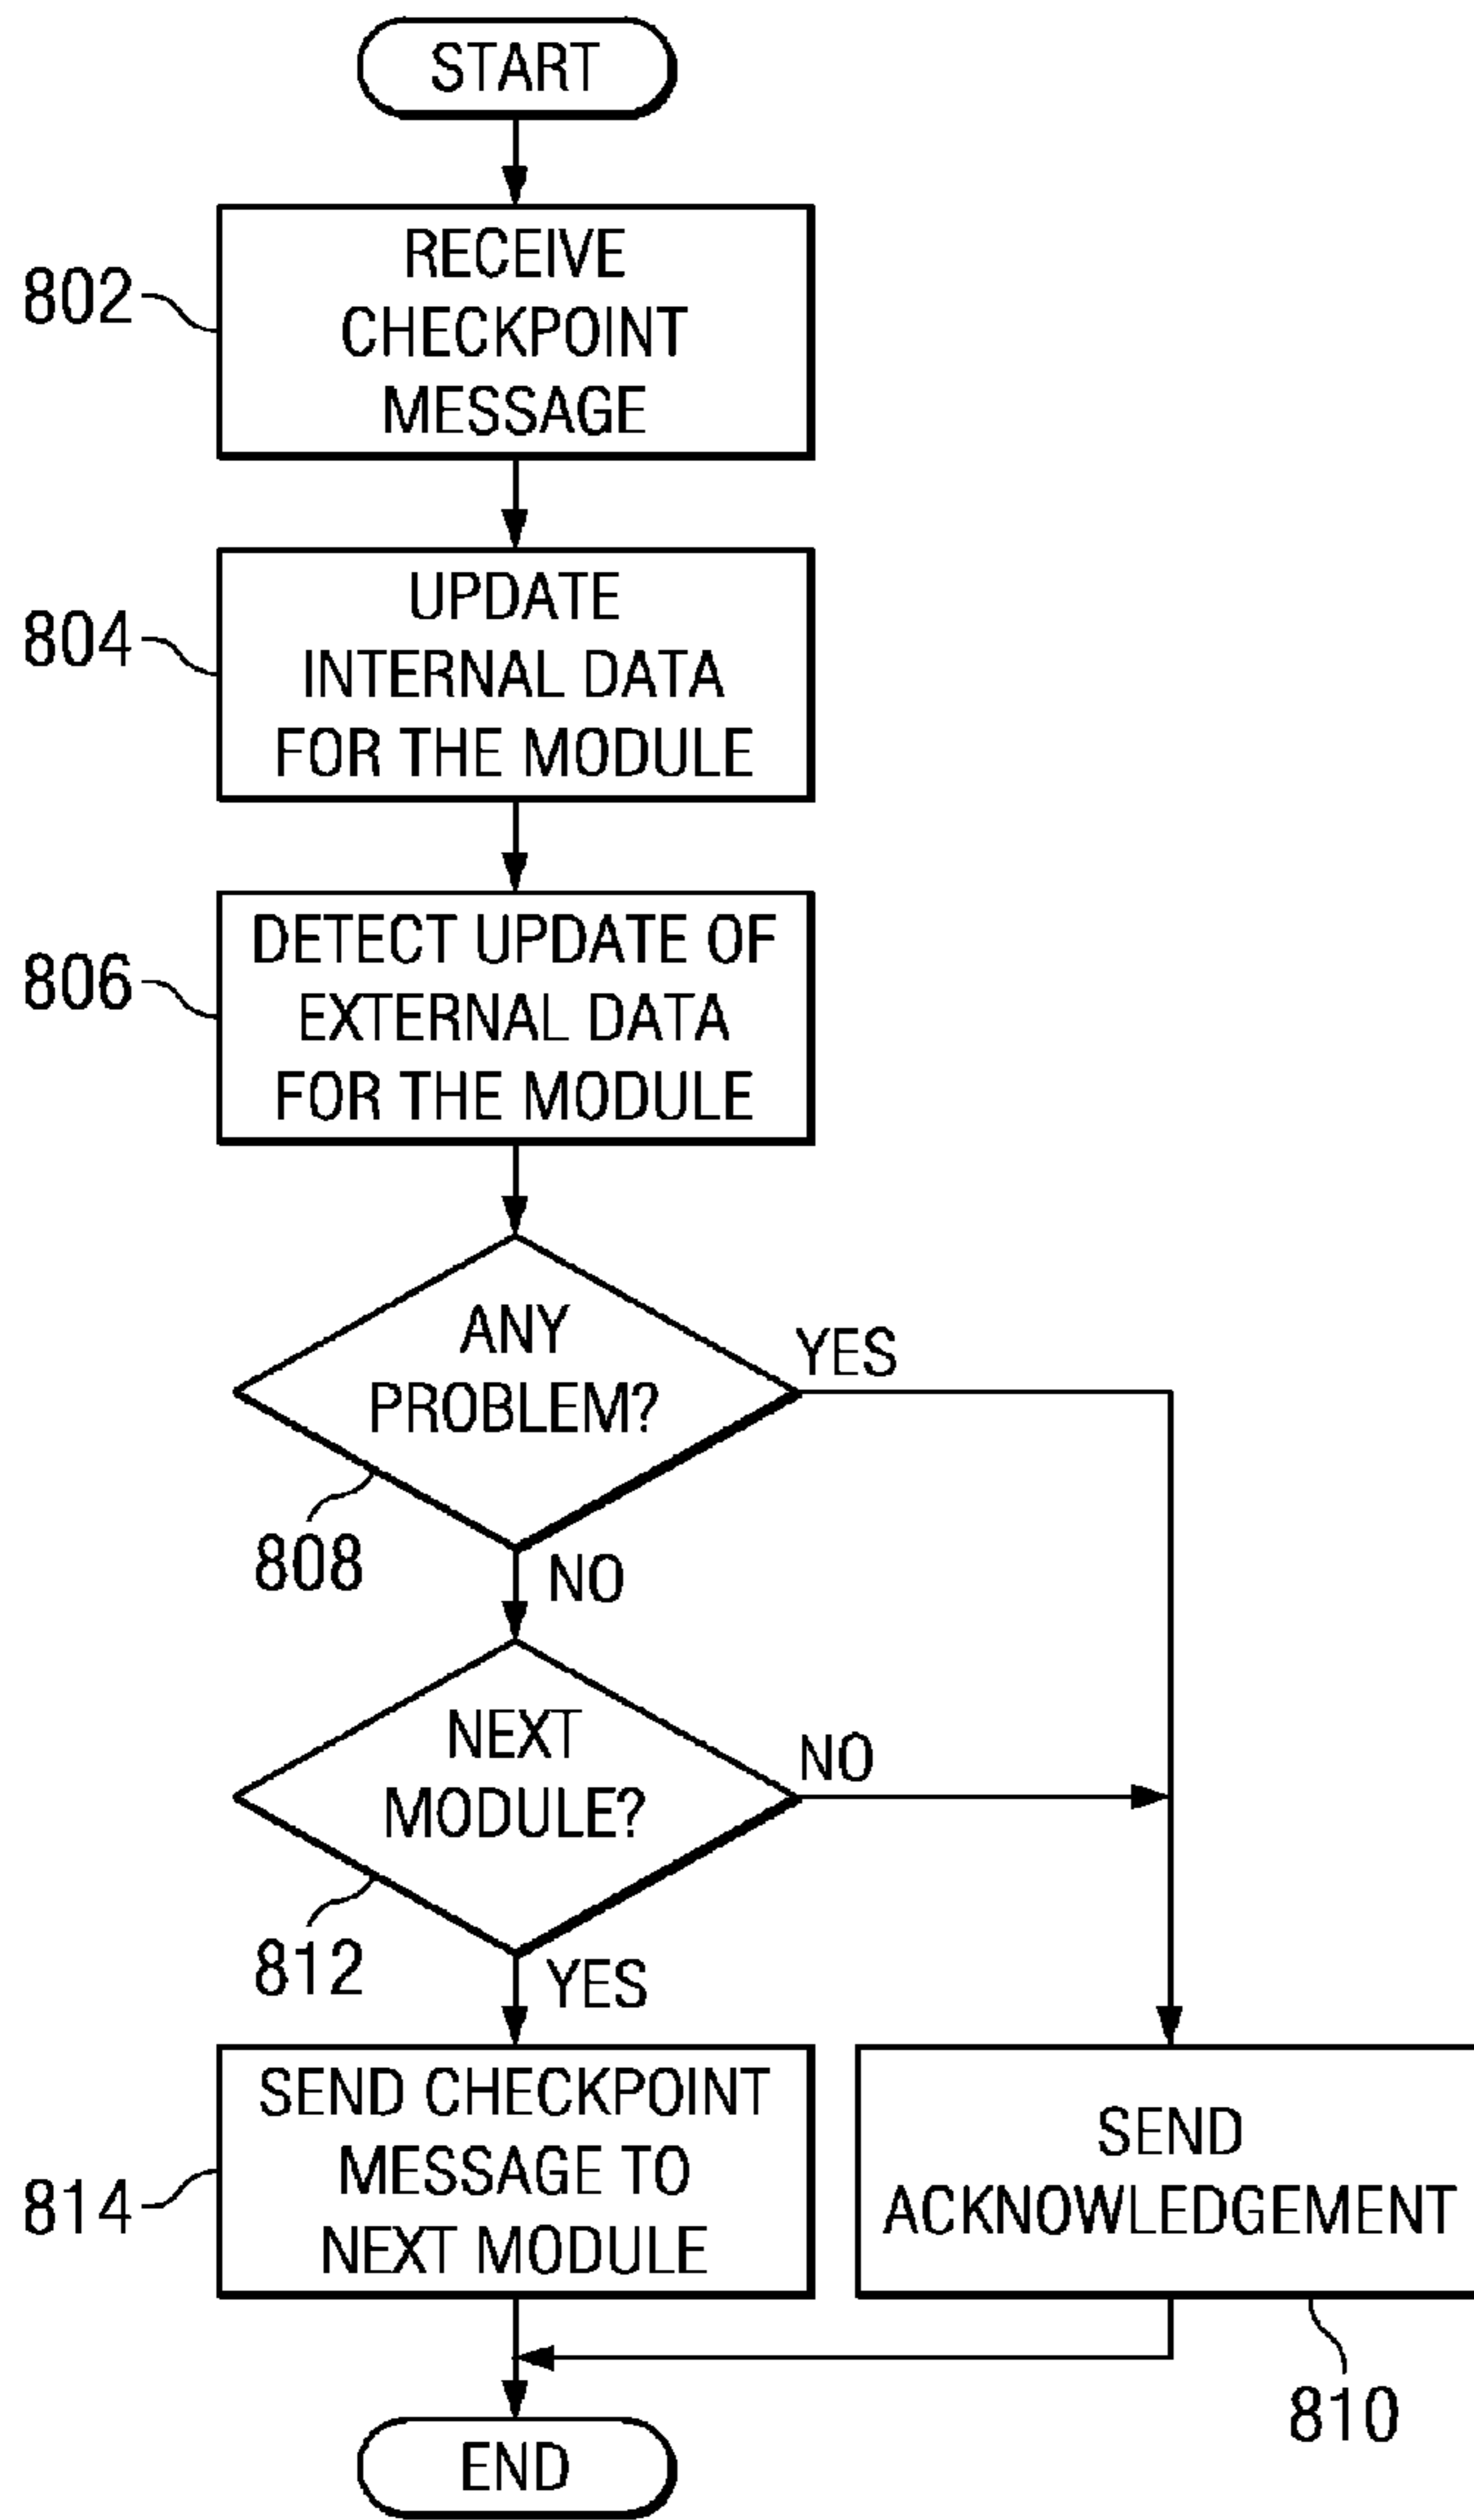 START
802
RECEIVE
CHECKPOINT
MESSAGE
804
UPDATE
INTERNAL DATA
FOR THE MODULE
806
DETECT UPDATE OF
EXTERNAL DATA
FOR THE MODULE
ANY
PROBLEM?
YES
808
NO
NEXT
MODULE?
NO
812
YES
814
SEND CHECKPOINT
MESSAGE TO
NEXT MODULE
SEND
ACKNOWLEDGEMENT
810
END